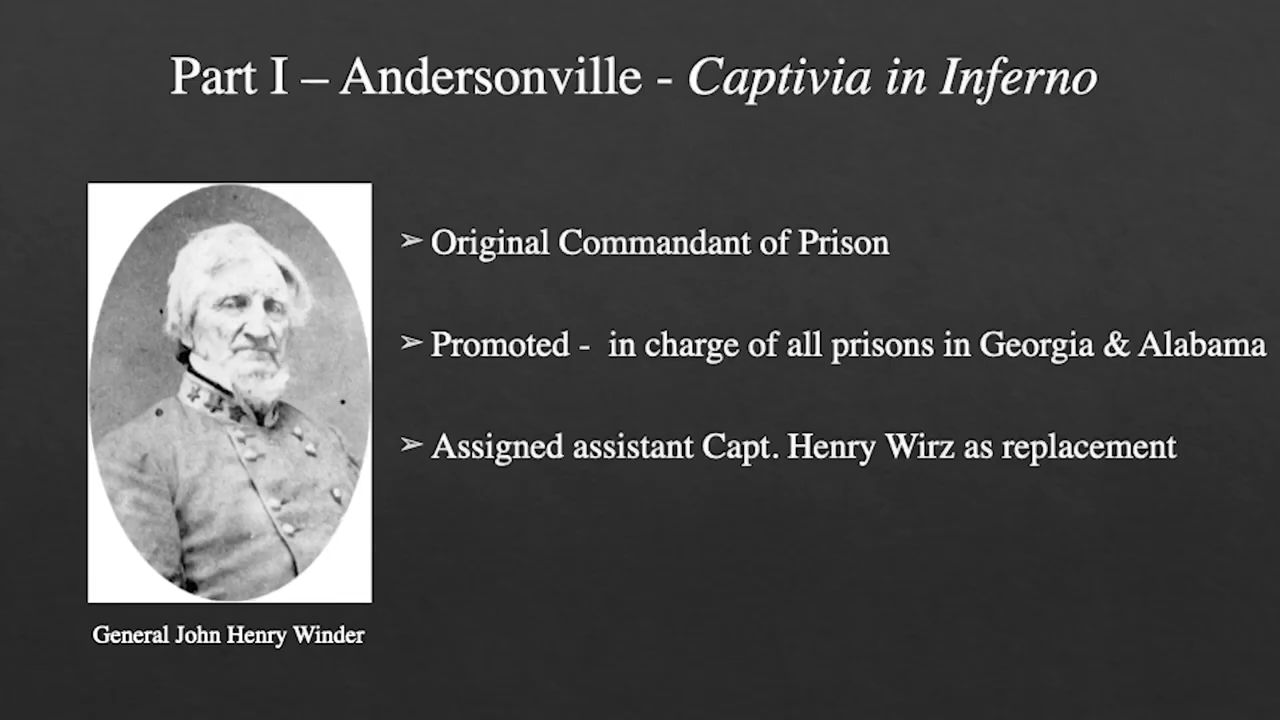 Part I – Andersonville - Captivia in Inferno
➢ Original Commandant of Prison
➢ Promoted -  in charge of all prisons in Georgia & Alabama
➢ Assigned assistant Capt. Henry Wirz as replacement
General John Henry Winder